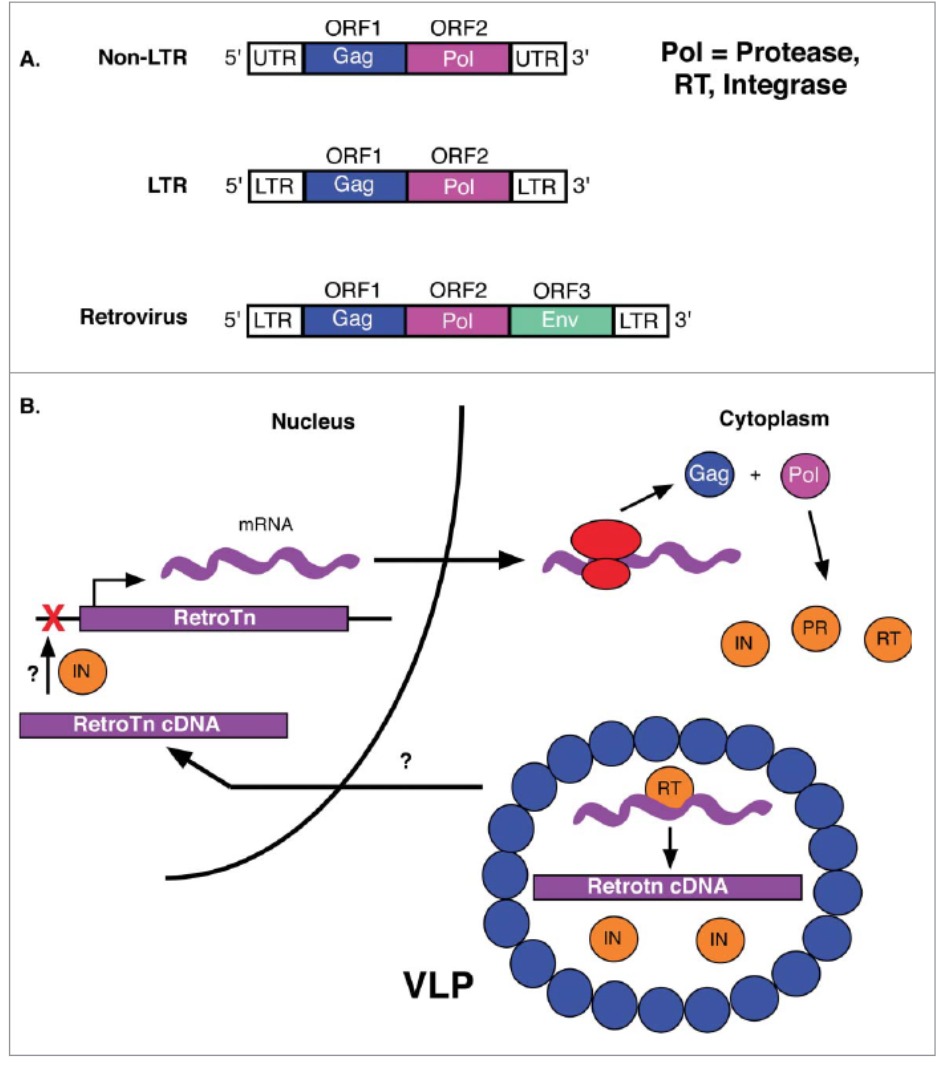 A.
Non-LTR
ORF1 ORF2
5' UTR Gag Pol UTR 3'
Pol = Protease,
RT, Integrase
LTR
ORF1 ORF2
5' LTR Gag Pol LTR 3'
Retrovirus
ORF1 ORF2 ORF3
5' LTR Gag Pol Env LTR 3'
B.
Nucleus
Cytoplasm
Gag + Pol
mRNA
X RetroTn
IN PR RT
? IN
RetroTn cDNA
?
RT
Retrotn cDNA
IN IN
VLP